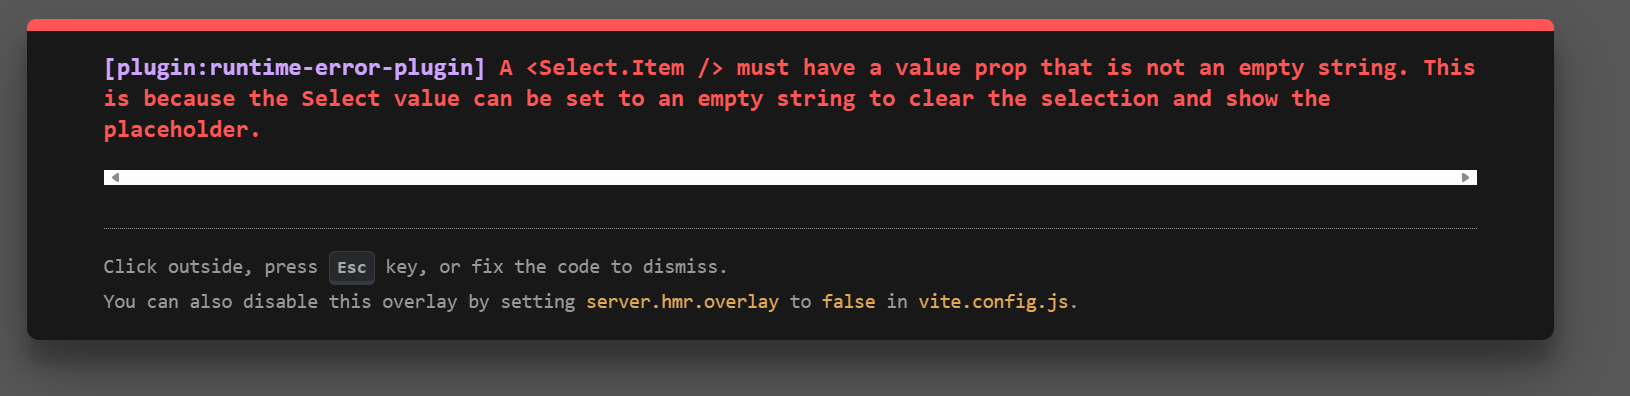 [plugin:runtime-error-plugin] A <Select.Item /> must have a value prop that is not an empty string. This
is because the Select value can be set to an empty string to clear the selection and show the
placeholder.
Click outside, press Esc key, or fix the code to dismiss.
You can also disable this overlay by setting server.hmr.overlay to false in vite.config.js.